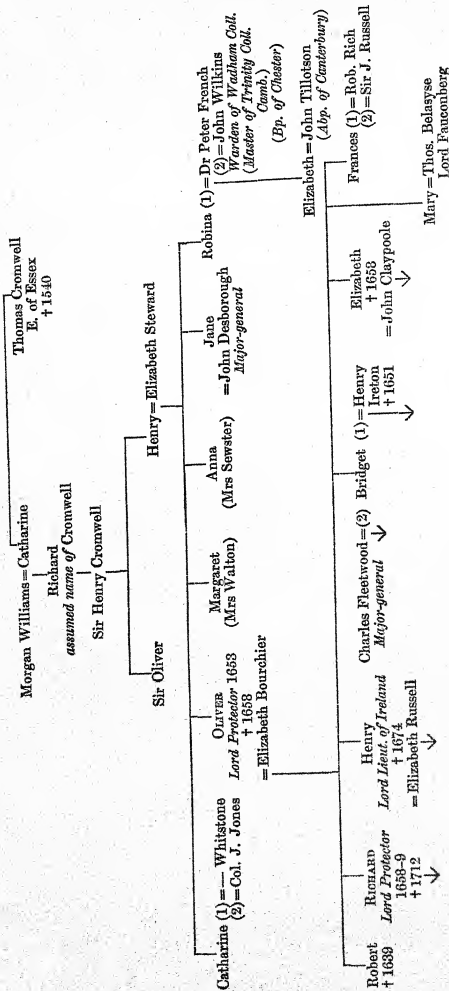 Thomas Cromwell
E. of Essex
†1540
Morgan Williams=Catharine
Richard
assumed name of Cromwell
Sir Henry Cromwell
Sir Oliver
Henry=Elizabeth Steward
Catharine (1)=— Whitstone
(2)=Col. J. Jones
OLIVER
Lord Protector 1653
†1658
=Elizabeth Bourchier
Margaret
(Mrs Walton)
Anna
(Mrs Sewster)
Jane
=John Desborough
Major-general
Robina (1)=Dr Peter French
(2)=John Wilkins
Warden of Wadham Coll.
(Master of Trinity Coll.
Camb.)
(Bp. of Chester)
Elizabeth=John Tillotson
(Abp. of Canterbury)
Robert
†1639
RICHARD
Lord Protector
1658-9
†1712
Henry
Lord Lieut. of Ireland
†1674
=Elizabeth Russell
Charles Fleetwood=(2) Bridget (1)=Henry
Major-general
Ireton
†1651
Elizabeth
†1658
=John Claypoole
Mary=Thos. Belasyse
Lord Fauconberg
Frances (1)=Rob. Rich
(2)=Sir J. Russell